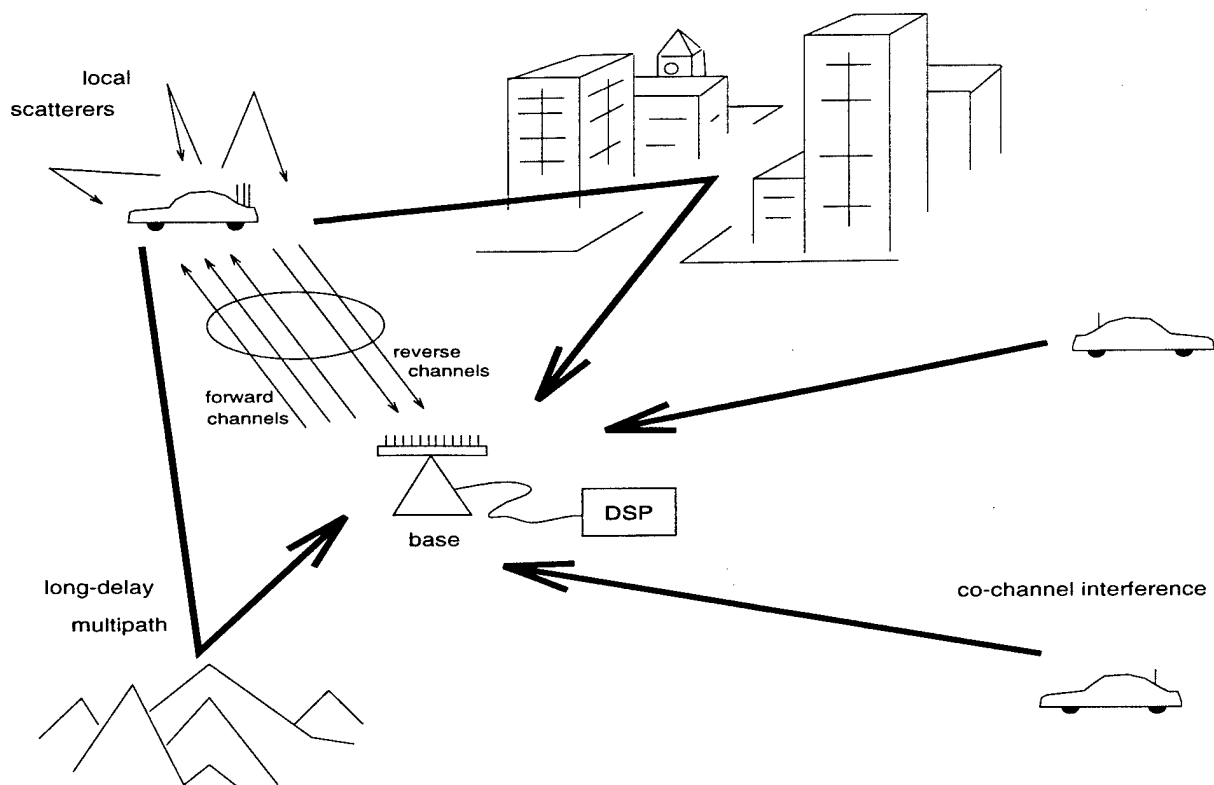 local
scatterers
reverse
channels
forward
channels
DSP
base
long-delay
multipath
co-channel interference